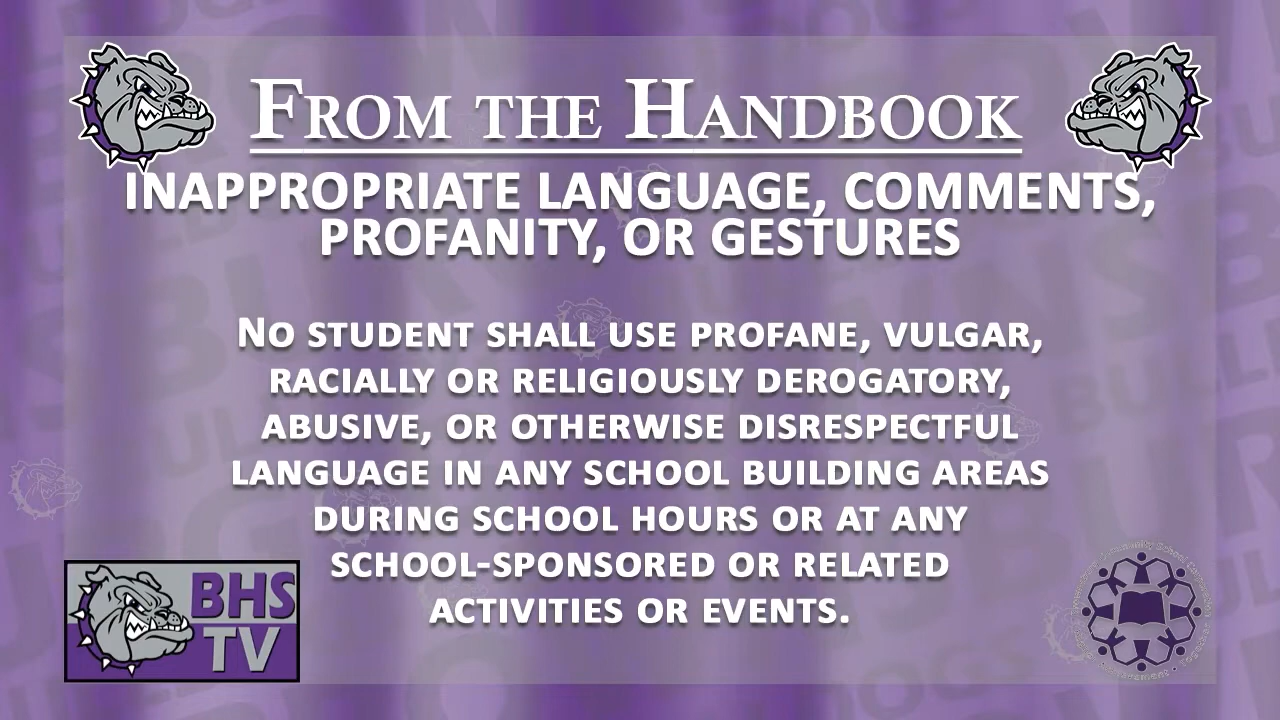 FROM THE HANDBOOK
INAPPROPRIATE LANGUAGE, COMMENTS,
PROFANITY, OR GESTURES
NO STUDENT SHALL USE PROFANE, VULGAR,
RACIALLY OR RELIGIOUSLY DEROGATORY,
ABUSIVE, OR OTHERWISE DISRESPECTFUL
LANGUAGE IN ANY SCHOOL BUILDING AREAS
DURING SCHOOL HOURS OR AT ANY
SCHOOL-SPONSORED OR RELATED
ACTIVITIES OR EVENTS.
BHS
TV